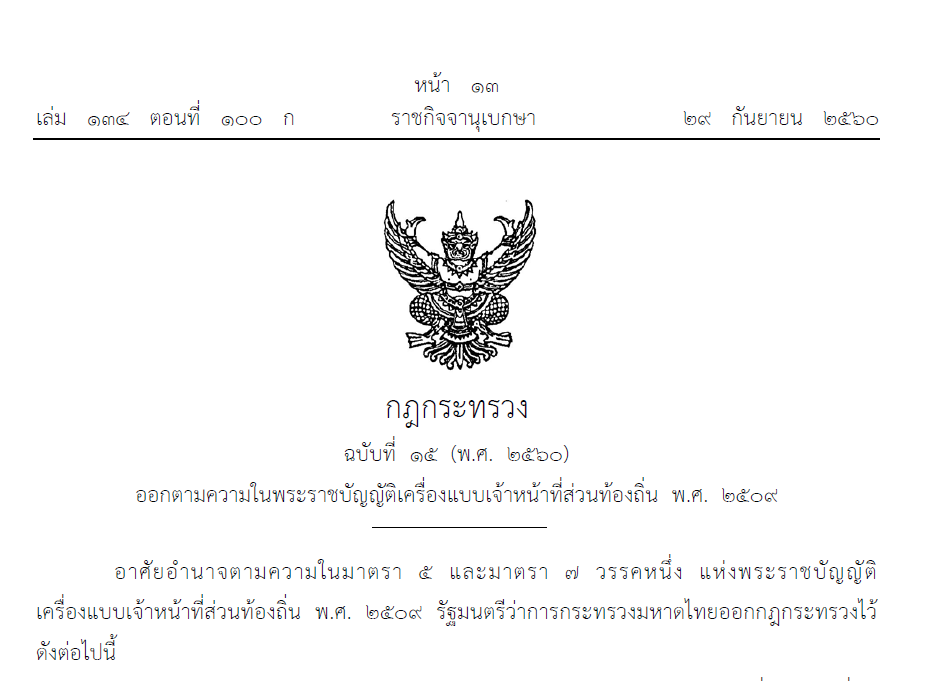 หน้า ๑๓
เล่ม ๑๓๔ ตอนที่ ๑๐๐ ก ราชกิจจานุเบกษา ๒๙ กันยายน ๒๕๖๐
กฎกระทรวง
ฉบับที่ ๑๕ (พ.ศ. ๒๕๖๐)
ออกตามความในพระราชบัญญัติเครื่องแบบเจ้าหน้าที่ส่วนท้องถิ่น พ.ศ. ๒๕๐๙
อาศัยอำนาจตามความในมาตรา ๕ และมาตรา ๗ วรรคหนึ่ง แห่งพระราชบัญญัติ
เครื่องแบบเจ้าหน้าที่ส่วนท้องถิ่น พ.ศ. ๒๕๐๙ รัฐมนตรีว่าการกระทรวงมหาดไทยออกกฎกระทรวงไว้
ดังต่อไปนี้